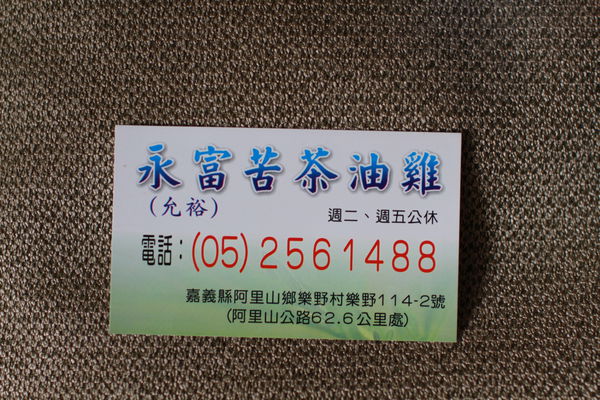 永富苦茶油雞
(允裕)
週二、週五公休
電話：(05)2561488
嘉義縣阿里山鄉樂野村樂野114-2號
(阿里山公路62.6公里處)